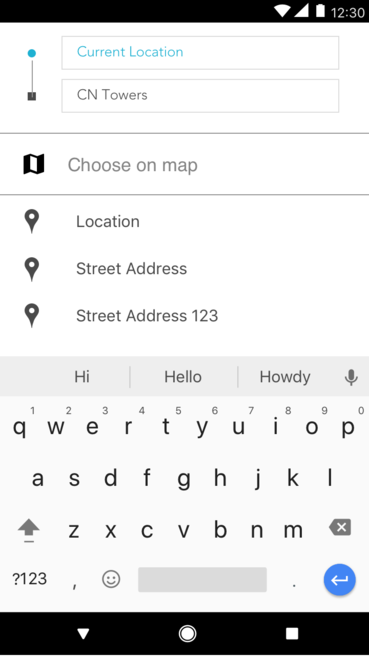 12:30
Current Location
CN Towers
Choose on map
Location
Street Address
Street Address 123
Hi Hello Howdy
1 2 3 4 5 6 7 8 9 0
q w e r t y u i o p
a s d f g h j k l
z x c v b n m
?123 , .